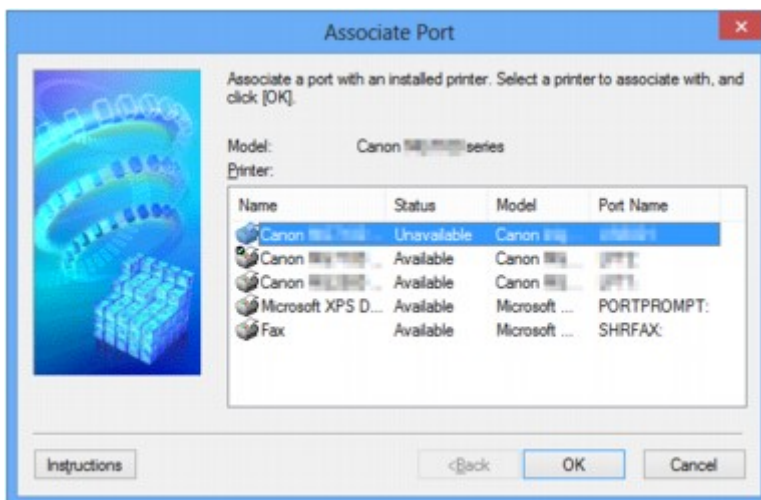 Associate Port
Associate a port with an installed printer. Select a printer to associate with, and
click [OK].
Model: Canon series
Printer:
Name Status Model Port Name
Canon ... Unavailable Canon
Canon ... Available Canon ...
Canon ... Available Canon ...
Microsoft XPS D... Available Microsoft ... PORTPROMPT:
Fax Available Microsoft ... SHRFAX:
Instructions <Back OK Cancel